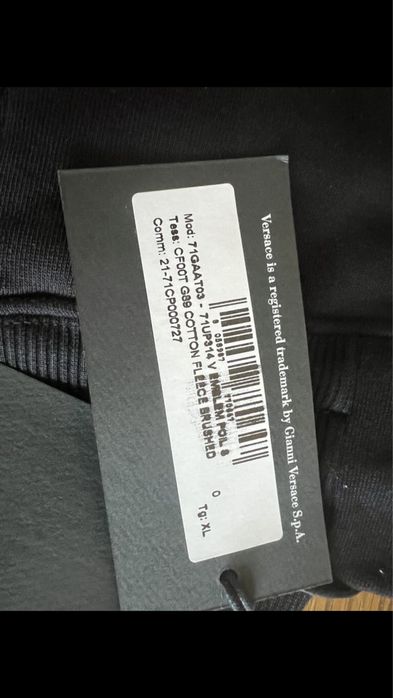 Versace is a registered trademark by Gianni Versace S.p.A.
Mod: 71GAAT03 - 71UP314 V EMBLEM FOIL S
Tess: CF00T G89 COTTON FLEECE BRUSHED
Comm: 21-71CP000727
0
Tg: XL